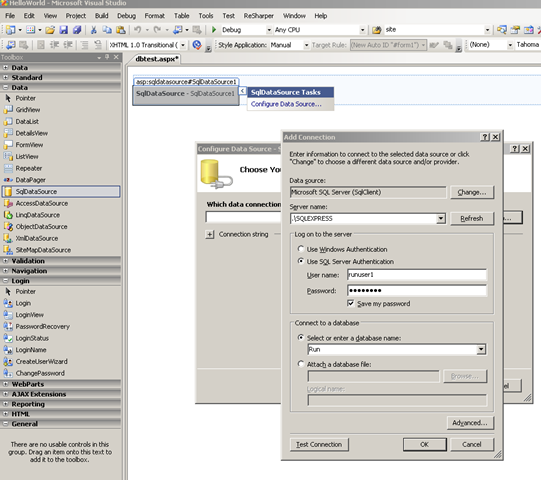 HelloWorld - Microsoft Visual Studio
File Edit View Project Build Debug Format Table Tools Test ReSharper Window Help
Debug Any CPU site
XHTML 1.0 Transitional ( Style Application: Manual Target Rule: (New Auto ID "#form1") (None) Tahoma
Toolbox
dbtest.aspx*
Data
Standard
Data
Pointer
GridView
DataList
DetailsView
FormView
ListView
Repeater
DataPager
SqlDataSource
AccessDataSource
LinqDataSource
ObjectDataSource
XmlDataSource
SiteMapDataSource
Validation
Navigation
Login
Pointer
Login
LoginView
PasswordRecovery
LoginStatus
LoginName
CreateUserWizard
ChangePassword
WebParts
AJAX Extensions
Reporting
HTML
General
There are no usable controls in this
group. Drag an item onto this text to
add it to the toolbox.
asp:sqldatasource#SqlDataSource1
SqlDataSource - SqlDataSource1
SqlDataSource Tasks
Configure Data Source...
Configure Data Source - S
Choose Yo
Which data connection
Connection string
Add Connection
Enter information to connect to the selected data source or click
"Change" to choose a different data source and/or provider.
Data source:
Microsoft SQL Server (SqlClient)
Change...
Server name:
.\SQLEXPRESS
Refresh
Log on to the server
Use Windows Authentication
Use SQL Server Authentication
User name:
runuser1
Password:
Save my password
Connect to a database
Select or enter a database name:
Run
Attach a database file:
Browse...
Logical name:
Advanced...
Test Connection
OK
Cancel